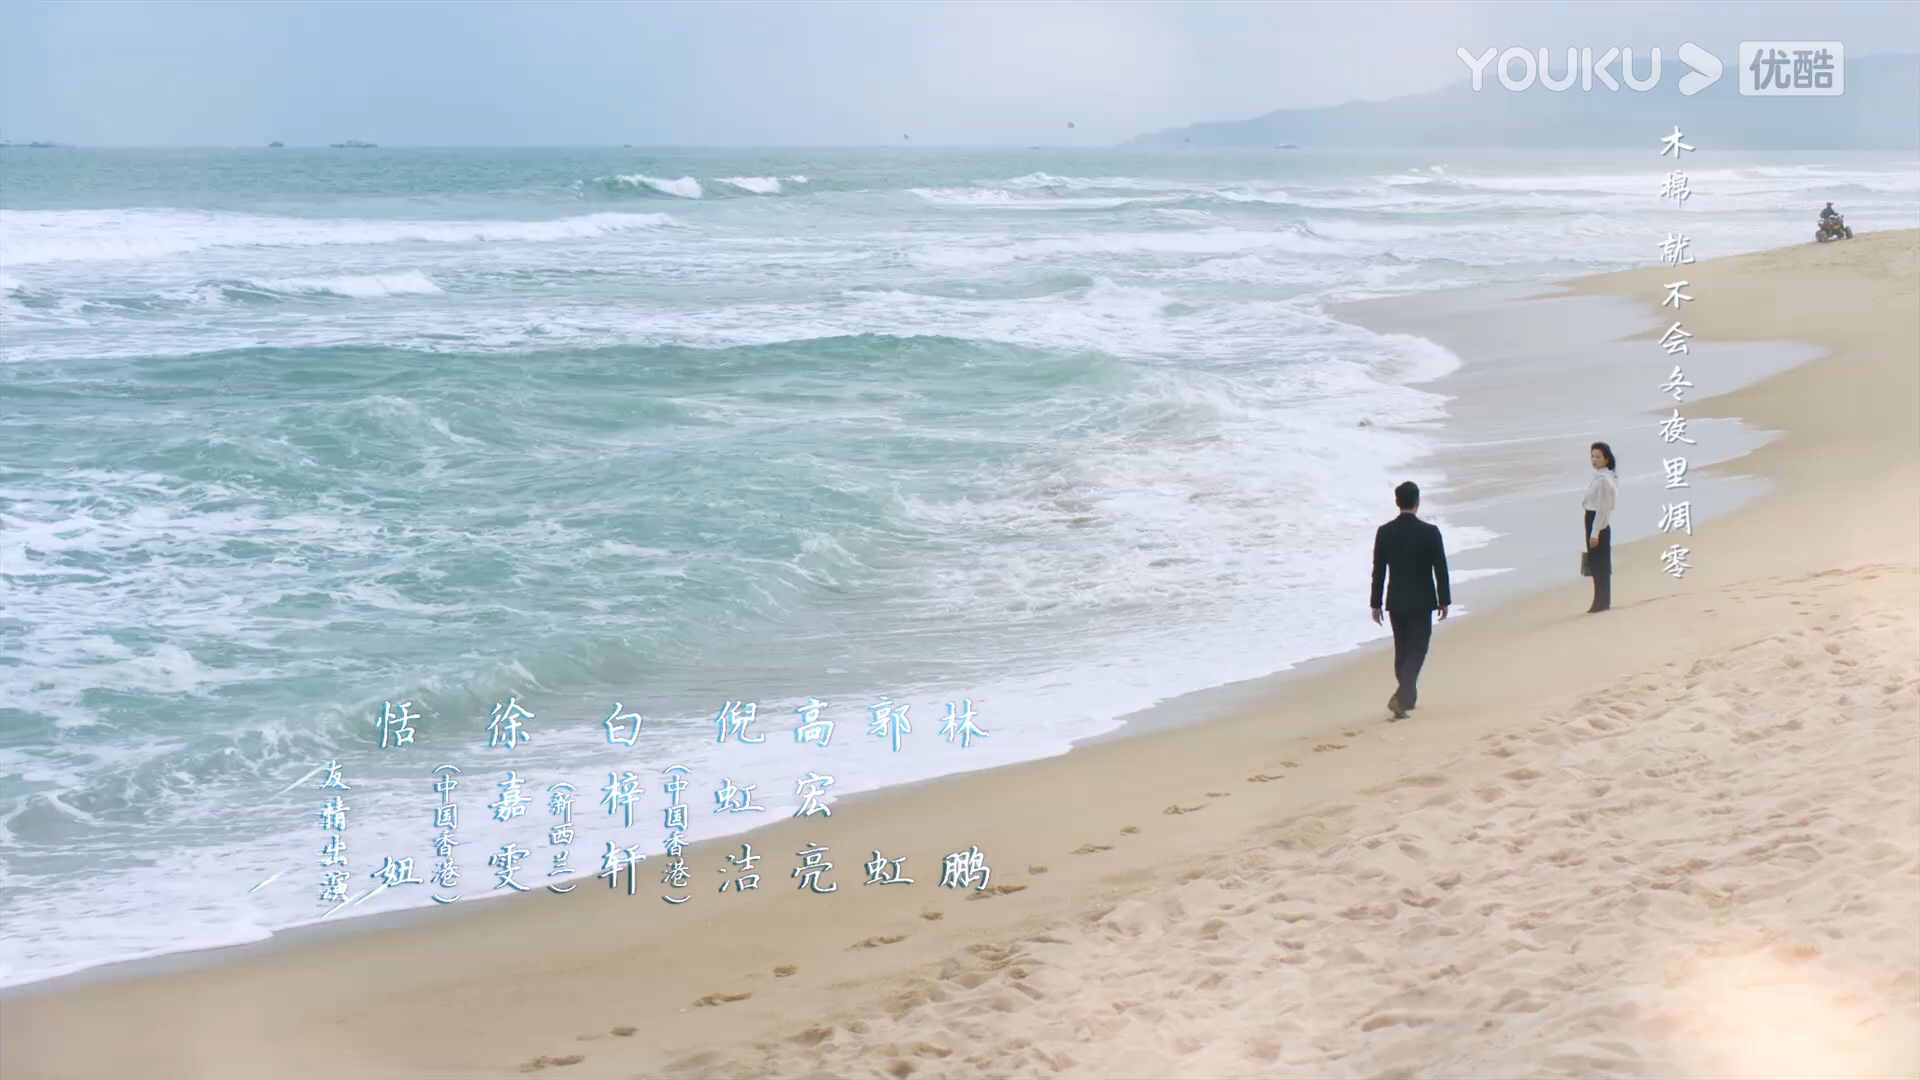 YOUKU 优酷
木棉 就不会冬夜里凋零
林鹏
郭虹
高宏亮
倪虹洁
(中国香港)
白梓轩
(新西兰)
徐嘉雯
(中国香港)
恬妞
友情出演